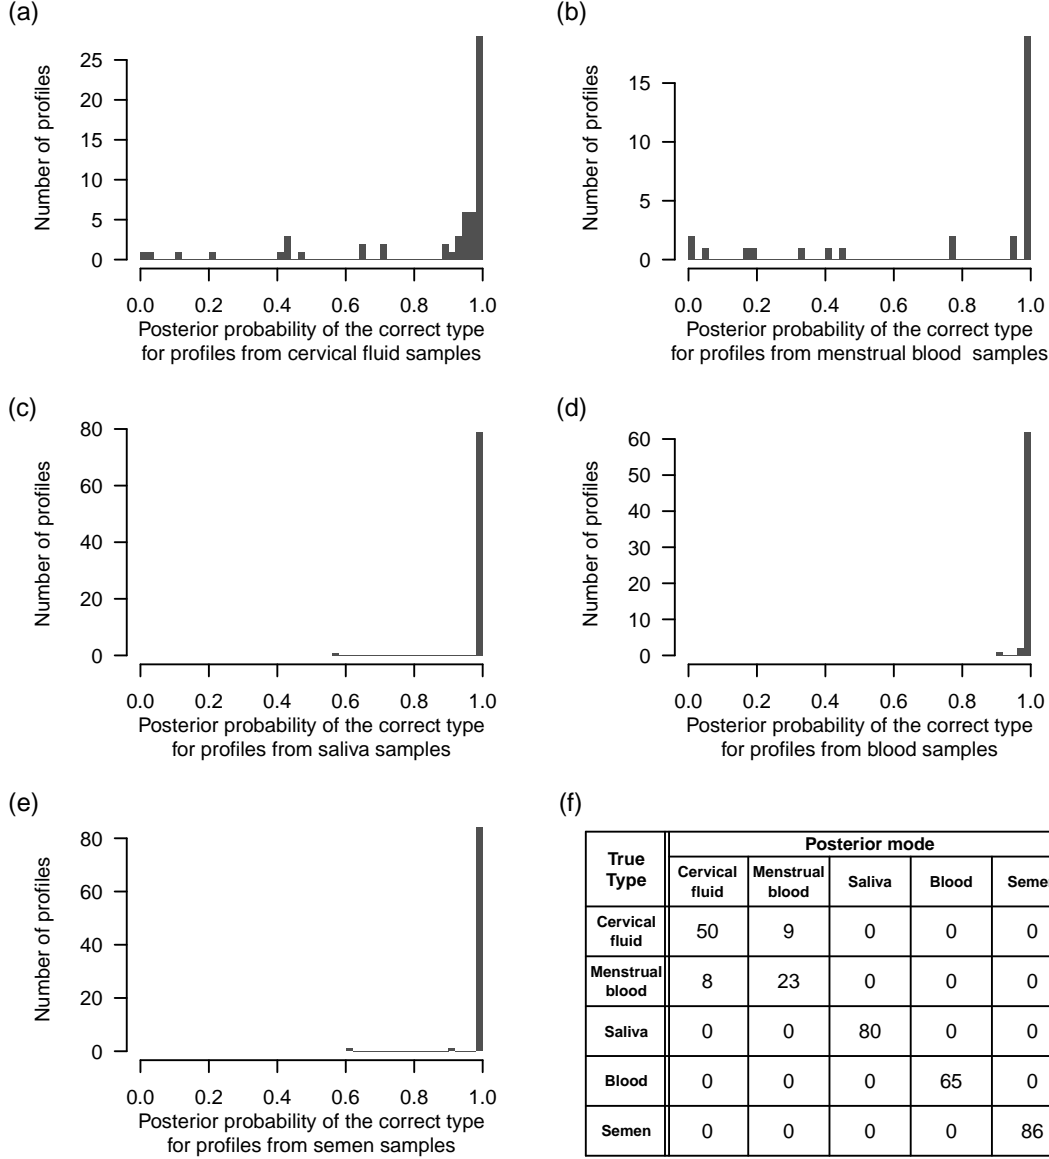 (a)
Number of profiles
25
20
15
10
5
0
0.0 0.2 0.4 0.6 0.8 1.0
Posterior probability of the correct type
for profiles from cervical fluid samples
(b)
Number of profiles
15
10
5
0
0.0 0.2 0.4 0.6 0.8 1.0
Posterior probability of the correct type
for profiles from menstrual blood samples
(c)
Number of profiles
80
60
40
20
0
0.0 0.2 0.4 0.6 0.8 1.0
Posterior probability of the correct type
for profiles from saliva samples
(d)
Number of profiles
60
50
40
30
20
10
0
0.0 0.2 0.4 0.6 0.8 1.0
Posterior probability of the correct type
for profiles from blood samples
(e)
Number of profiles
80
60
40
20
0
0.0 0.2 0.4 0.6 0.8 1.0
Posterior probability of the correct type
for profiles from semen samples
(f)
True
Type
Posterior mode
Cervical
fluid
Menstrual
blood
Saliva
Blood
Seme
Cervical
fluid
50 9 0 0 0
Menstrual
blood
8 23 0 0 0
Saliva 0 0 80 0 0
Blood 0 0 0 65 0
Semen 0 0 0 0 86